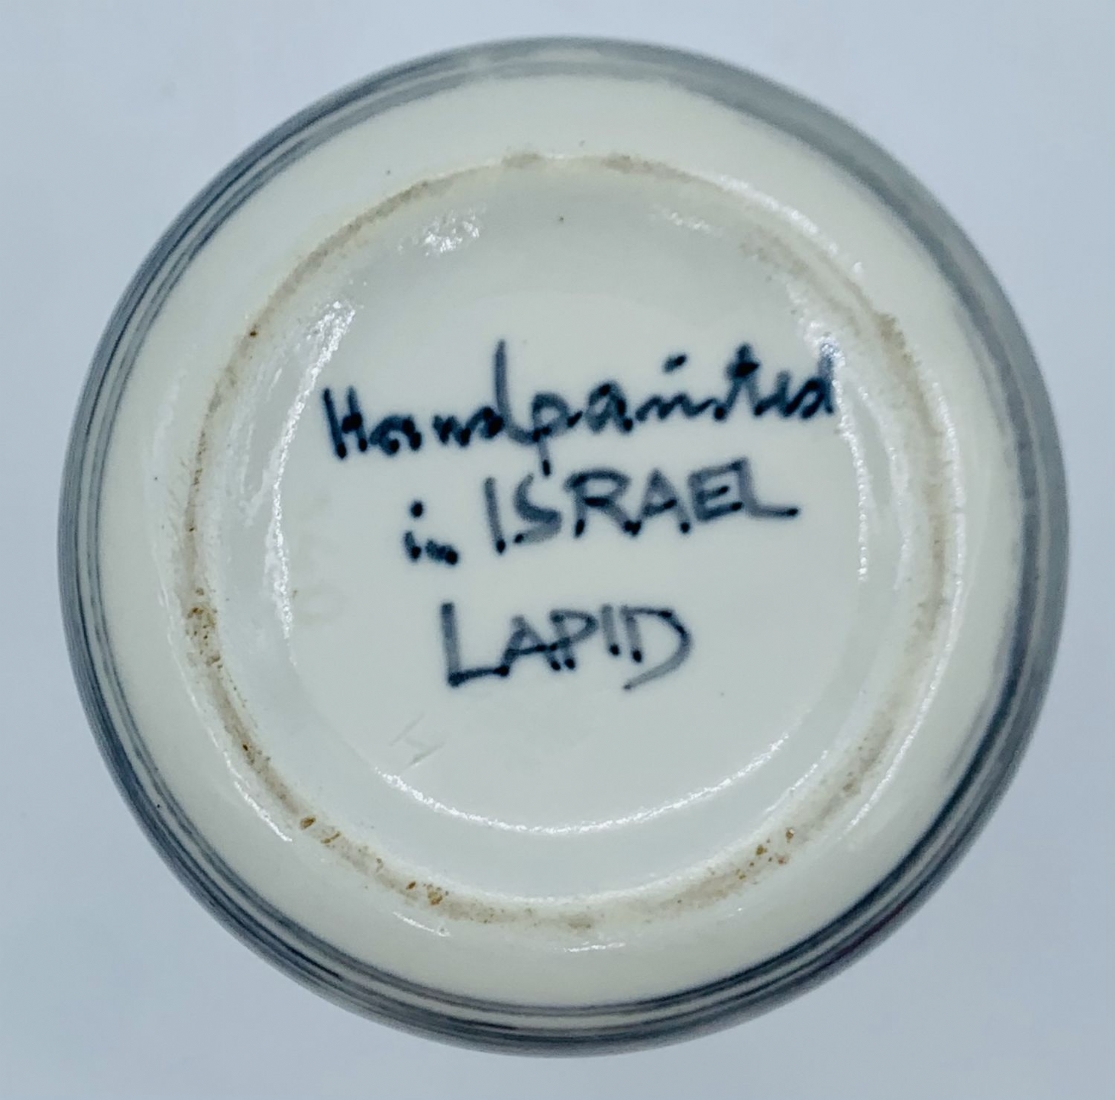 Handpainted
in ISRAEL
LAPID